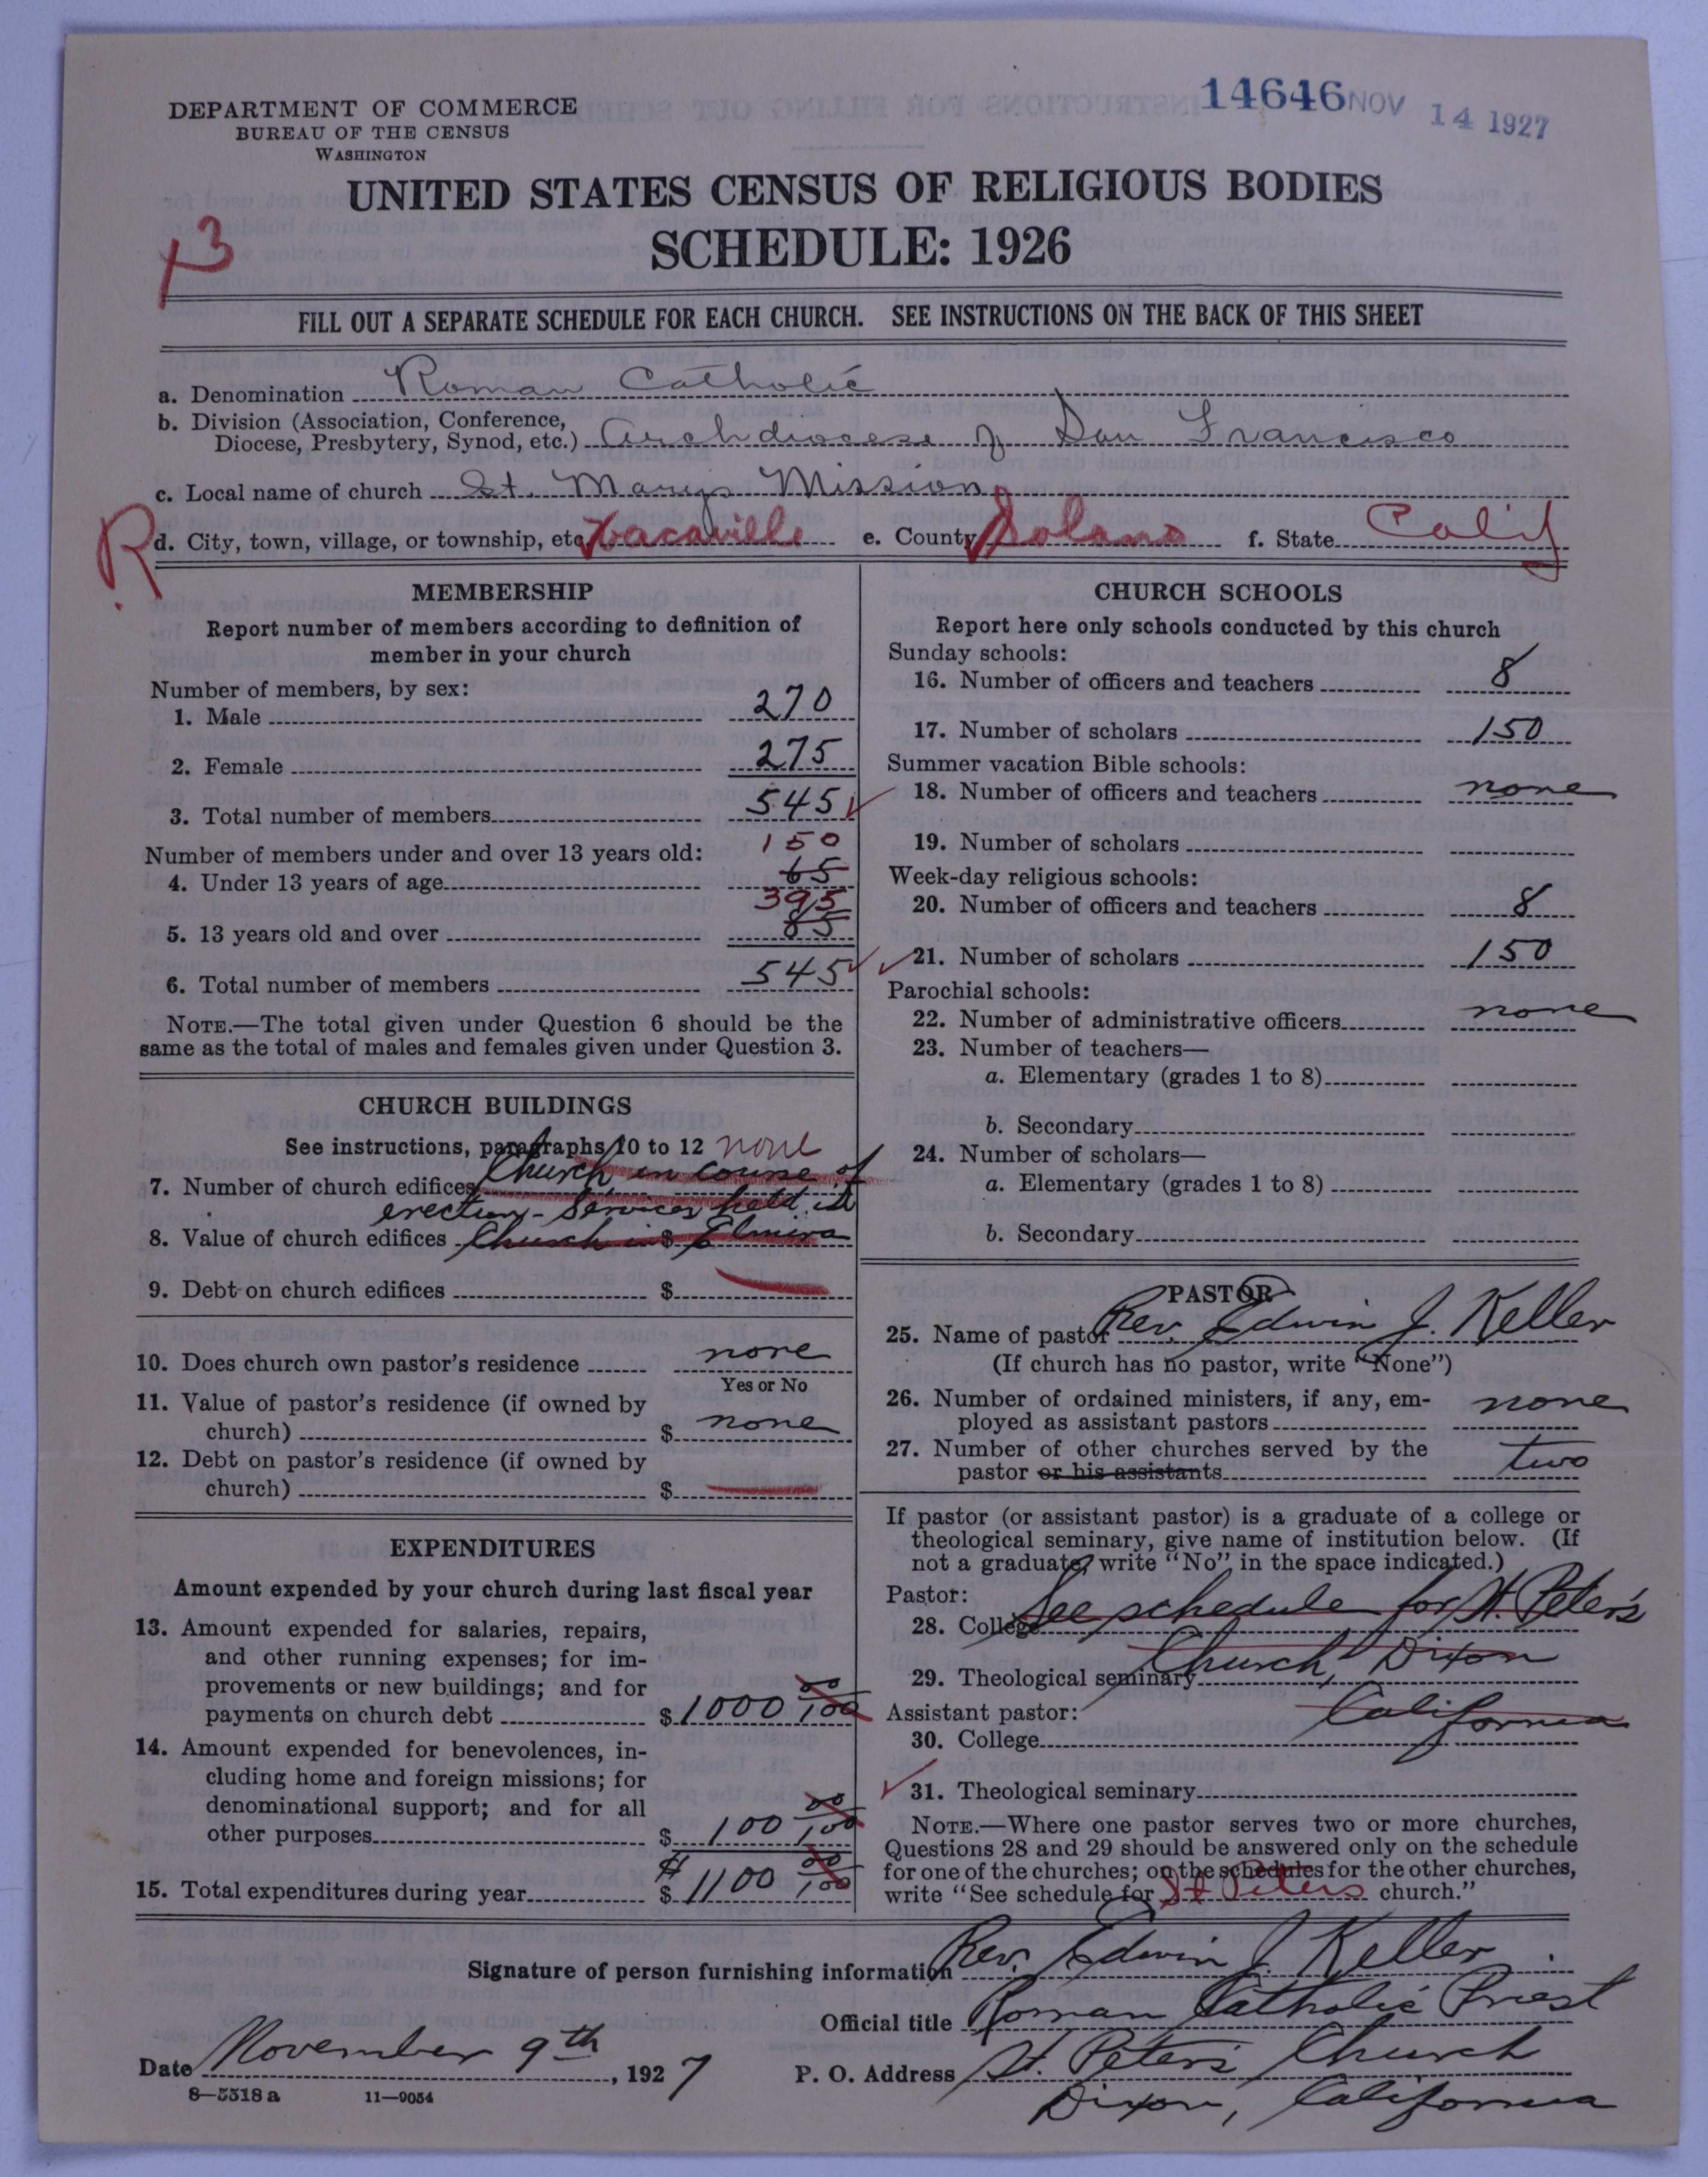 14646 NOV 14 1927
DEPARTMENT OF COMMERCE
BUREAU OF THE CENSUS
WASHINGTON
UNITED STATES CENSUS OF RELIGIOUS BODIES
SCHEDULE: 1926
FILL OUT A SEPARATE SCHEDULE FOR EACH CHURCH. SEE INSTRUCTIONS ON THE BACK OF THIS SHEET
a. Denomination Roman Catholic
b. Division (Association, Conference,
Diocese, Presbytery, Synod, etc.) Archdiocese of San Francisco
c. Local name of church St. Marys Mission
R
d. City, town, village, or township, etc. Vacaville e. County Solano f. State Calif
MEMBERSHIP
Report number of members according to definition of
member in your church
Number of members, by sex:
1. Male 270
2. Female 275
3. Total number of members 545
Number of members under and over 13 years old: 150
4. Under 13 years of age 65
395
5. 13 years old and over 85
6. Total number of members 545
NOTE.—The total given under Question 6 should be the
same as the total of males and females given under Question 3.
CHURCH BUILDINGS
See instructions, paragraphs 10 to 12 none
7. Number of church edifices Church in course of
erection - Services held in
8. Value of church edifices Church in $ Elmira
9. Debt on church edifices $
10. Does church own pastor's residence none
Yes or No
11. Value of pastor's residence (if owned by
church) $ none
12. Debt on pastor's residence (if owned by
church) $
EXPENDITURES
Amount expended by your church during last fiscal year
13. Amount expended for salaries, repairs,
and other running expenses; for im-
provements or new buildings; and for
payments on church debt $ 1000 00/100
14. Amount expended for benevolences, in-
cluding home and foreign missions; for
denominational support; and for all
other purposes $ 100 00/100
15. Total expenditures during year $ $ 1100 00/100
CHURCH SCHOOLS
Report here only schools conducted by this church
Sunday schools:
16. Number of officers and teachers 8
17. Number of scholars 150
Summer vacation Bible schools:
18. Number of officers and teachers none
19. Number of scholars
Week-day religious schools:
20. Number of officers and teachers 8
21. Number of scholars 150
Parochial schools:
22. Number of administrative officers none
23. Number of teachers—
a. Elementary (grades 1 to 8)
b. Secondary
24. Number of scholars—
a. Elementary (grades 1 to 8)
b. Secondary
PASTOR
25. Name of pastor Rev. Edwin J. Keller
(If church has no pastor, write "None")
26. Number of ordained ministers, if any, em-
ployed as assistant pastors none
27. Number of other churches served by the
pastor or his assistants two
If pastor (or assistant pastor) is a graduate of a college or
theological seminary, give name of institution below. (If
not a graduate, write "No" in the space indicated.)
Pastor:
28. College See schedule for St. Peter's
29. Theological seminary Church, Dixon
Assistant pastor: California
30. College
31. Theological seminary
NOTE.—Where one pastor serves two or more churches,
Questions 28 and 29 should be answered only on the schedule
for one of the churches; on the schedules for the other churches,
write "See schedule for St Peters church."
Signature of person furnishing information Rev. Edwin J. Keller
Official title Roman Catholic Priest
Date November 9th, 1927 P. O. Address St. Peter's Church
8—5518 a 11—9054 Dixon, California